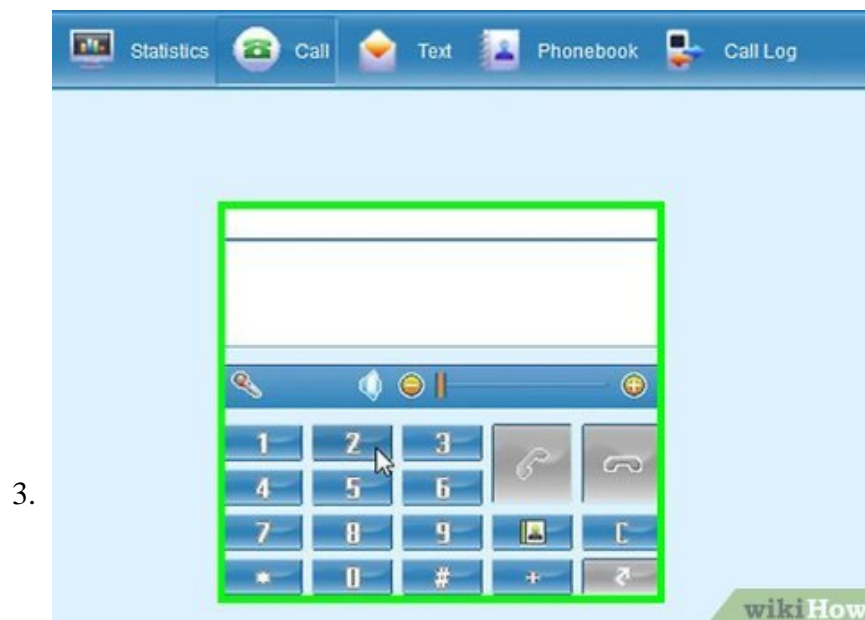 Statistics Call Text Phonebook Call Log
1 2 3
4 5 6
3.
7 8 9 C
* 0 # +
wikiHow